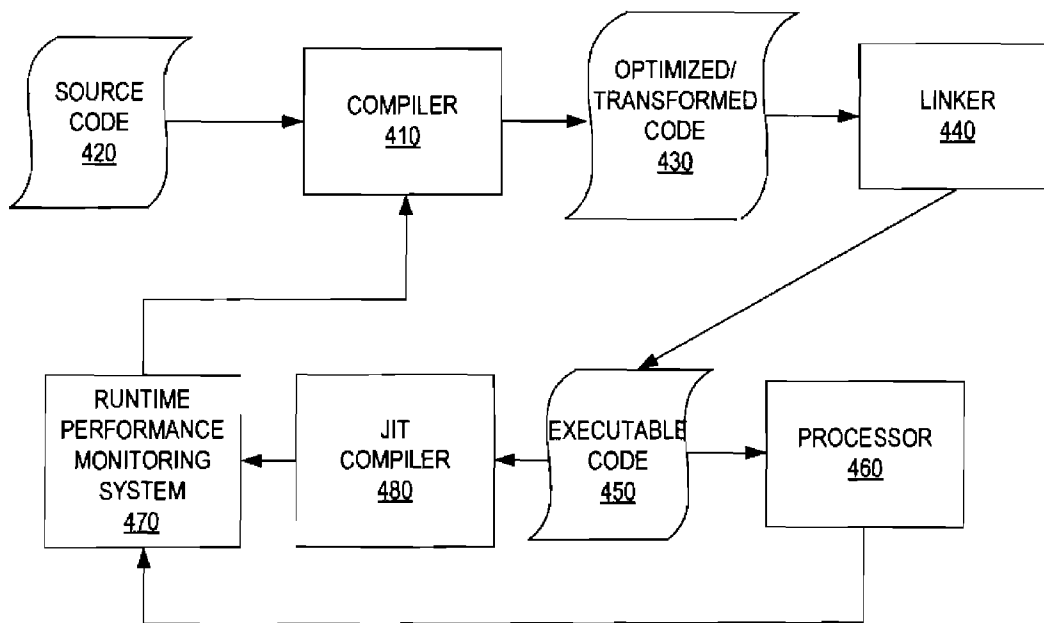 SOURCE
CODE
420
COMPILER
410
OPTIMIZED/
TRANSFORMED
CODE
430
LINKER
440
RUNTIME
PERFORMANCE
MONITORING
SYSTEM
470
JIT
COMPILER
480
EXECUTABLE
CODE
450
PROCESSOR
460